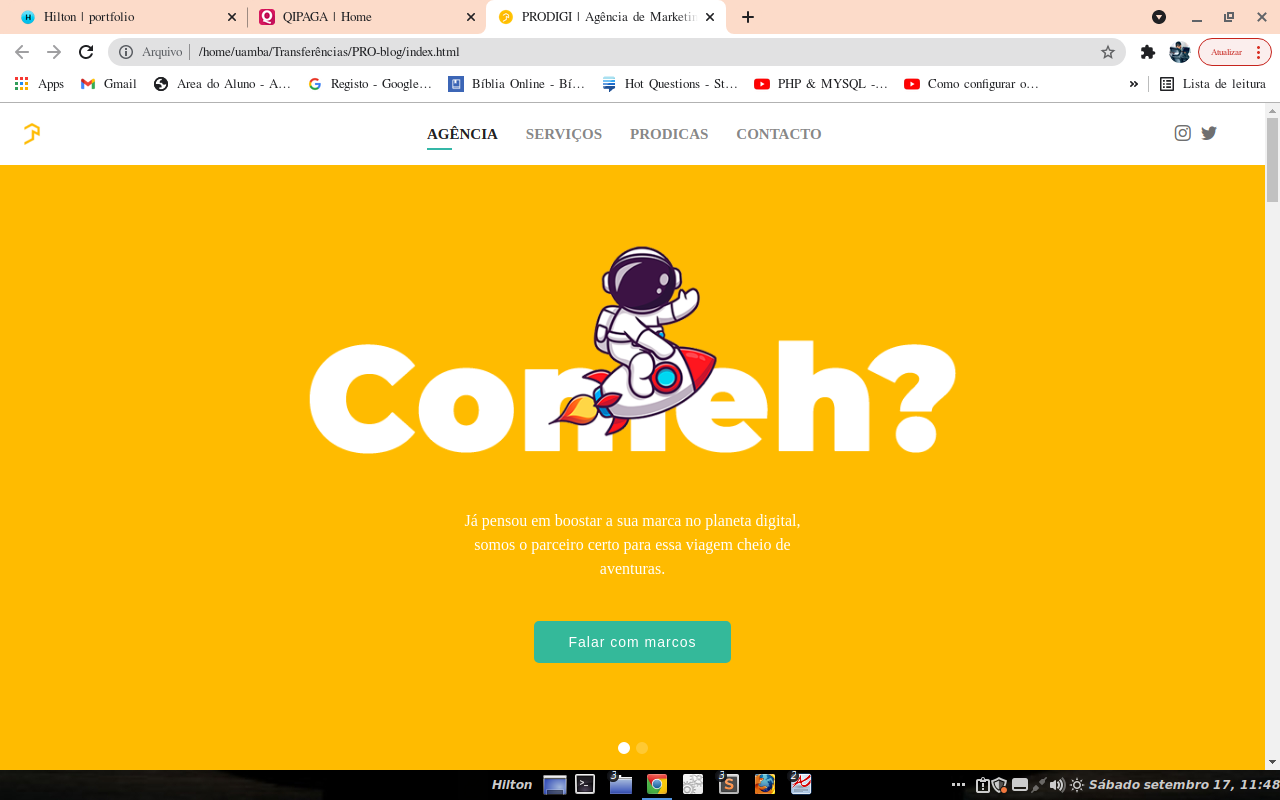 Hilton | portfolio
QIPAGA | Home
PRODIGI | Agência de Marketin
Arquivo
/home/uamba/Transferências/PRO-blog/index.html
Atualizar
Apps
Gmail
Area do Aluno - A…
Registo - Google…
Bíblia Online - Bí…
Hot Questions - St…
PHP & MYSQL -…
Como configurar o…
»
Lista de leitura
AGÊNCIA
SERVIÇOS
PRODICAS
CONTACTO
Comeh?
Já pensou em boostar a sua marca no planeta digital,
somos o parceiro certo para essa viagem cheio de
aventuras.
Falar com marcos
Hilton
3
3
2
Sábado setembro 17, 11:48